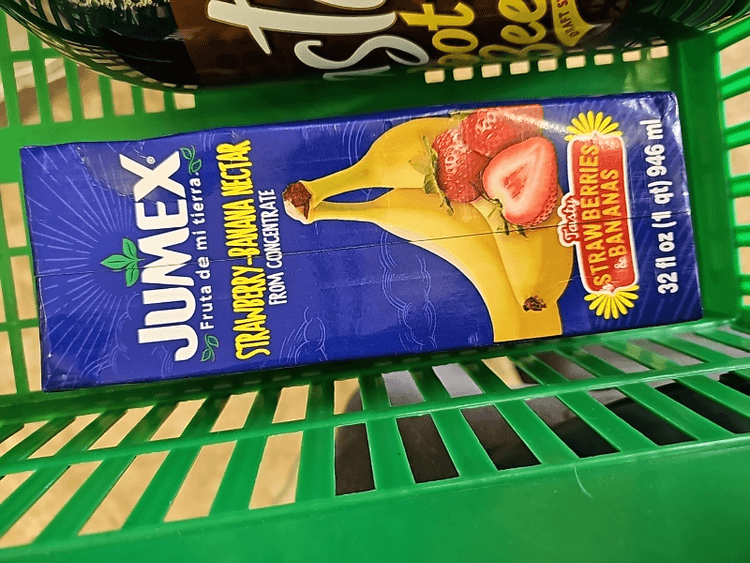 JUMEX®
Fruta de mi tierra.
STRAWBERRY-BANANA NECTAR
FROM CONCENTRATE
Tasty
STRAWBERRIES
& BANANAS
32 fl oz (1 qt) 946 ml